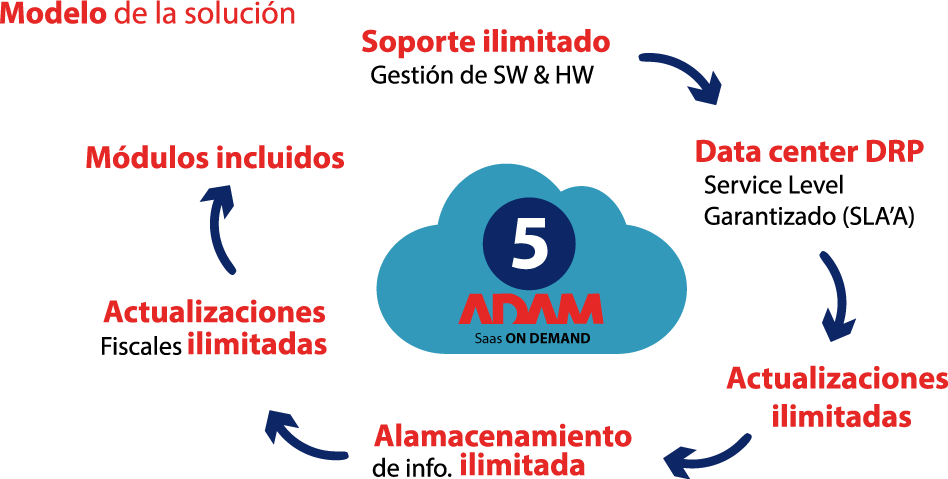 Modelo de la solución
Soporte ilimitado
Gestión de SW & HW
Data center DRP
Service Level
Garantizado (SLA’A)
Actualizaciones
ilimitadas
Alamacenamiento
de info. ilimitada
Actualizaciones
Fiscales ilimitadas
Módulos incluidos
5
ADAM
Saas ON DEMAND